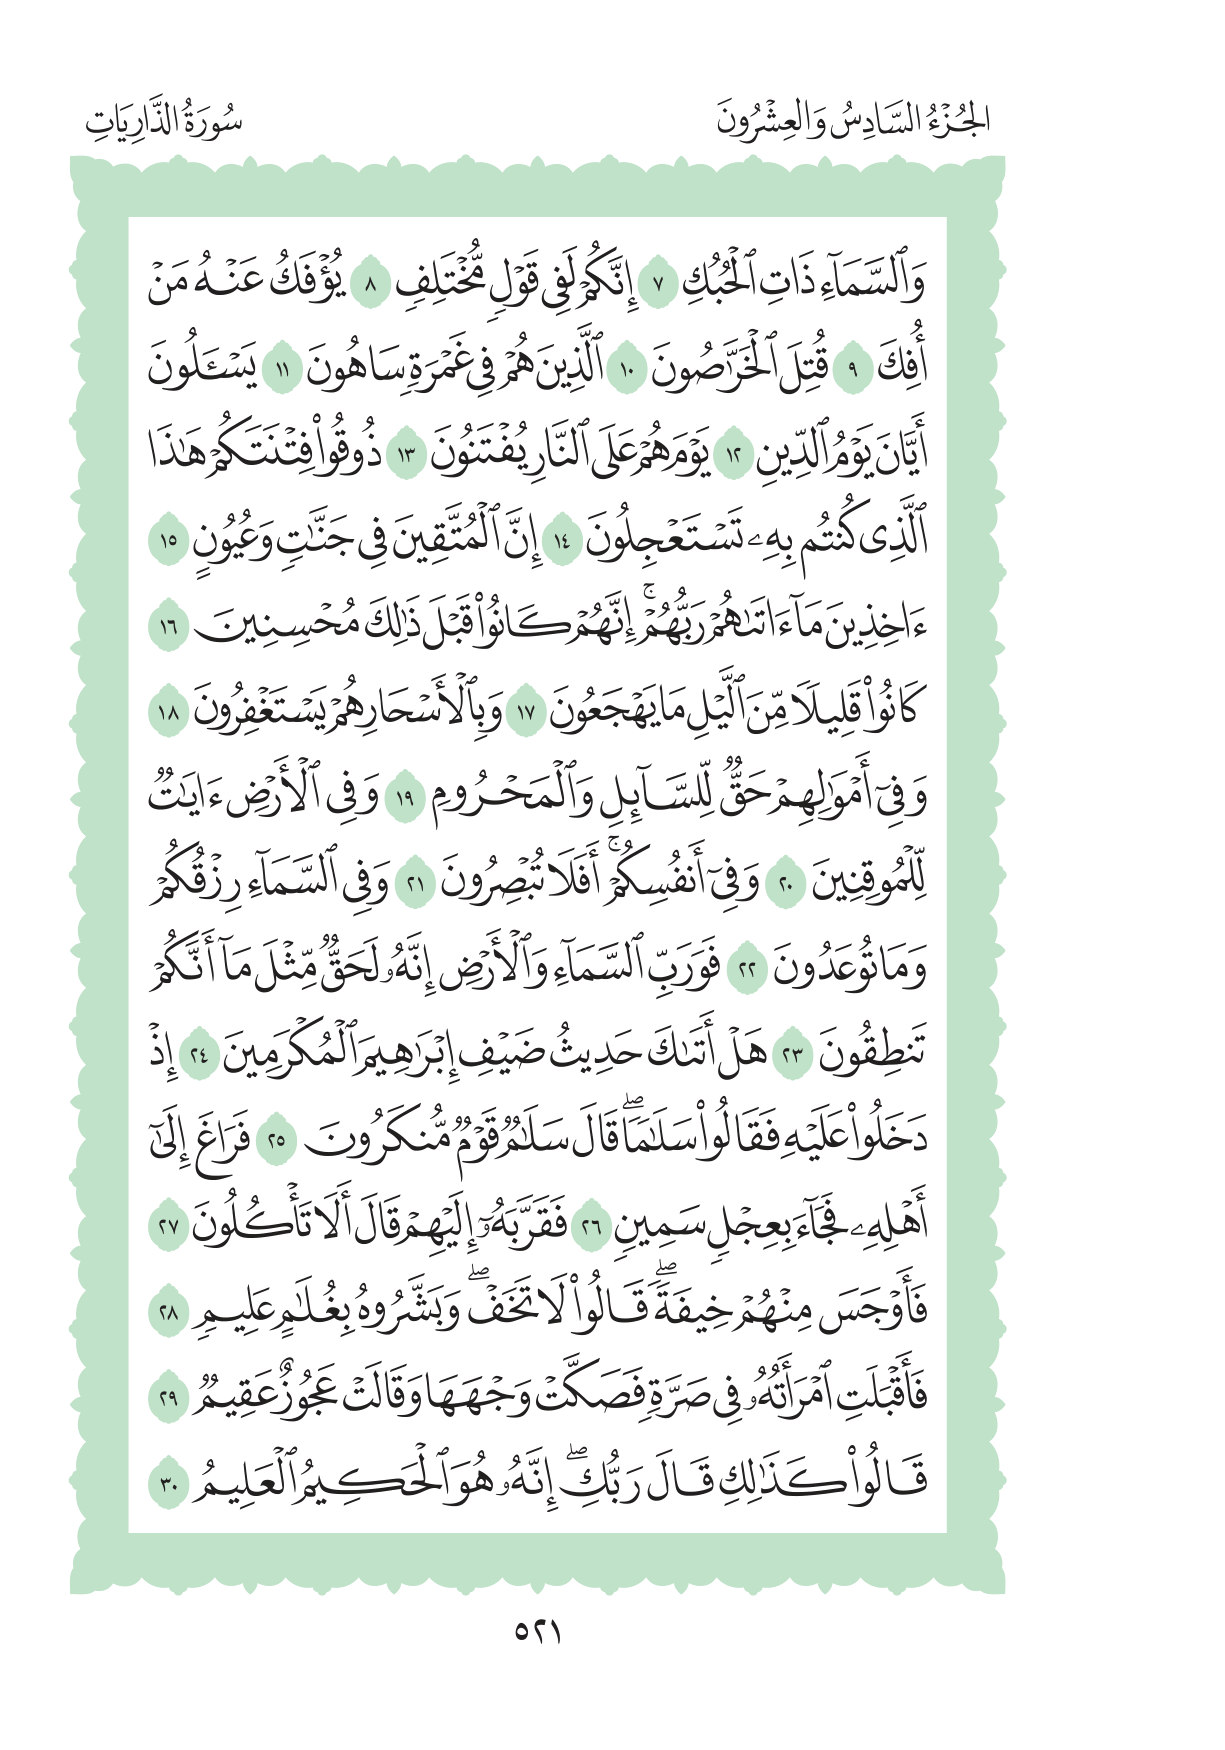 الجُزْءُ السَّادِسُ وَالعِشْرُونَ
سُورَةُ الذَّارِيَاتِ
وَٱلسَّمَآءِ ذَاتِ ٱلْحُبُكِ ٧ إِنَّكُمْ لَفِى قَوْلٍ مُّخْتَلِفٍ ٨ يُؤْفَكُ عَنْهُ مَنْ
أُفِكَ ٩ قُتِلَ ٱلْخَرَّٰصُونَ ١٠ ٱلَّذِينَ هُمْ فِى غَمْرَةٍ سَاهُونَ ١١ يَسْـَٔلُونَ
أَيَّانَ يَوْمُ ٱلدِّينِ ١٢ يَوْمَ هُمْ عَلَى ٱلنَّارِ يُفْتَنُونَ ١٣ ذُوقُوا۟ فِتْنَتَكُمْ هَٰذَا
ٱلَّذِى كُنتُم بِهِۦ تَسْتَعْجِلُونَ ١٤ إِنَّ ٱلْمُتَّقِينَ فِى جَنَّٰتٍ وَعُيُونٍ ١٥
ءَاخِذِينَ مَآ ءَاتَىٰهُمْ رَبُّهُمْ ۚ إِنَّهُمْ كَانُوا۟ قَبْلَ ذَٰلِكَ مُحْسِنِينَ ١٦
كَانُوا۟ قَلِيلًا مِّنَ ٱلَّيْلِ مَا يَهْجَعُونَ ١٧ وَبِٱلْأَسْحَارِ هُمْ يَسْتَغْفِرُونَ ١٨
وَفِىٓ أَمْوَٰلِهِمْ حَقٌّ لِّلسَّآئِلِ وَٱلْمَحْرُومِ ١٩ وَفِى ٱلْأَرْضِ ءَايَٰتٌ
لِّلْمُوقِنِينَ ٢٠ وَفِىٓ أَنفُسِكُمْ ۚ أَفَلَا تُبْصِرُونَ ٢١ وَفِى ٱلسَّمَآءِ رِزْقُكُمْ
وَمَا تُوعَدُونَ ٢٢ فَوَرَبِّ ٱلسَّمَآءِ وَٱلْأَرْضِ إِنَّهُۥ لَحَقٌّ مِّثْلَ مَآ أَنَّكُمْ
تَنطِقُونَ ٢٣ هَلْ أَتَىٰكَ حَدِيثُ ضَيْفِ إِبْرَٰهِيمَ ٱلْمُكْرَمِينَ ٢٤ إِذْ
دَخَلُوا۟ عَلَيْهِ فَقَالُوا۟ سَلَٰمًا ۖ قَالَ سَلَٰمٌ قَوْمٌ مُّنكَرُونَ ٢٥ فَرَاغَ إِلَىٰٓ
أَهْلِهِۦ فَجَآءَ بِعِجْلٍ سَمِينٍ ٢٦ فَقَرَّبَهُۥٓ إِلَيْهِمْ قَالَ أَلَا تَأْكُلُونَ ٢٧
فَأَوْجَسَ مِنْهُمْ خِيفَةً ۖ قَالُوا۟ لَا تَخَفْ ۖ وَبَشَّرُوهُ بِغُلَٰمٍ عَلِيمٍ ٢٨
فَأَقْبَلَتِ ٱمْرَأَتُهُۥ فِى صَرَّةٍ فَصَكَّتْ وَجْهَهَا وَقَالَتْ عَجُوزٌ عَقِيمٌ ٢٩
قَالُوا۟ كَذَٰلِكِ قَالَ رَبُّكِ ۖ إِنَّهُۥ هُوَ ٱلْحَكِيمُ ٱلْعَلِيمُ ٣٠
٥٢١